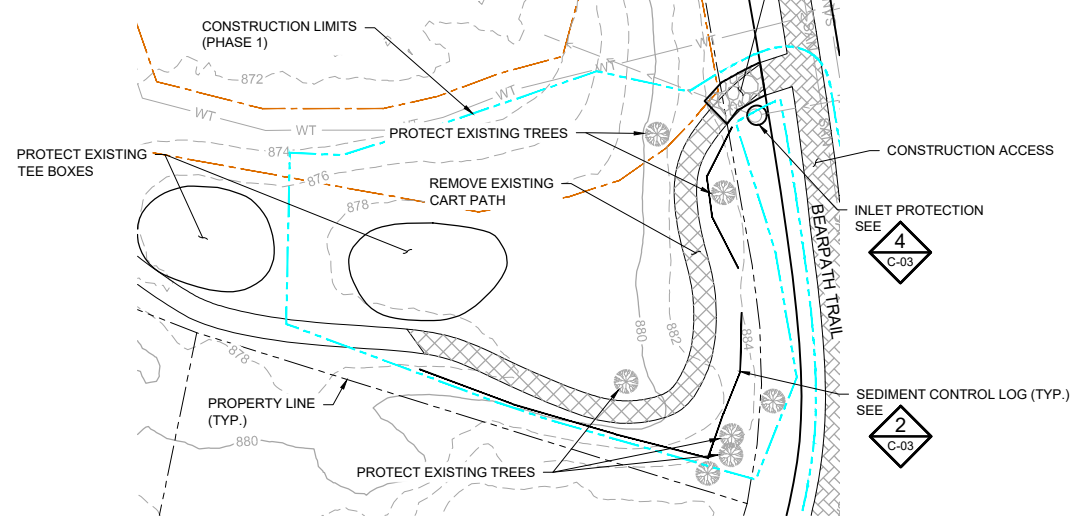 CONSTRUCTION LIMITS
(PHASE 1)
WT
872
WT
WT
WT
874
PROTECT EXISTING TREES
PROTECT EXISTING
TEE BOXES
876
REMOVE EXISTING
CART PATH
878
CONSTRUCTION ACCESS
INLET PROTECTION
SEE
4
C-03
BEARPATH TRAIL
880
882
884
878
PROPERTY LINE
(TYP.)
SEDIMENT CONTROL LOG (TYP.)
SEE
2
C-03
880
PROTECT EXISTING TREES